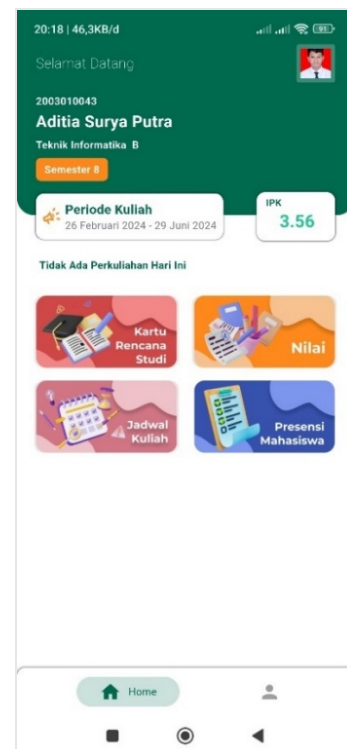 20:18 | 46,3KB/d
91
Selamat Datang
2003010043
Aditia Surya Putra
Teknik Informatika B
Semester 8
Periode Kuliah
26 Februari 2024 - 29 Juni 2024
IPK
3.56
Tidak Ada Perkuliahan Hari Ini
Kartu
Rencana
Studi
Nilai
Jadwal
Kuliah
Presensi
Mahasiswa
Home